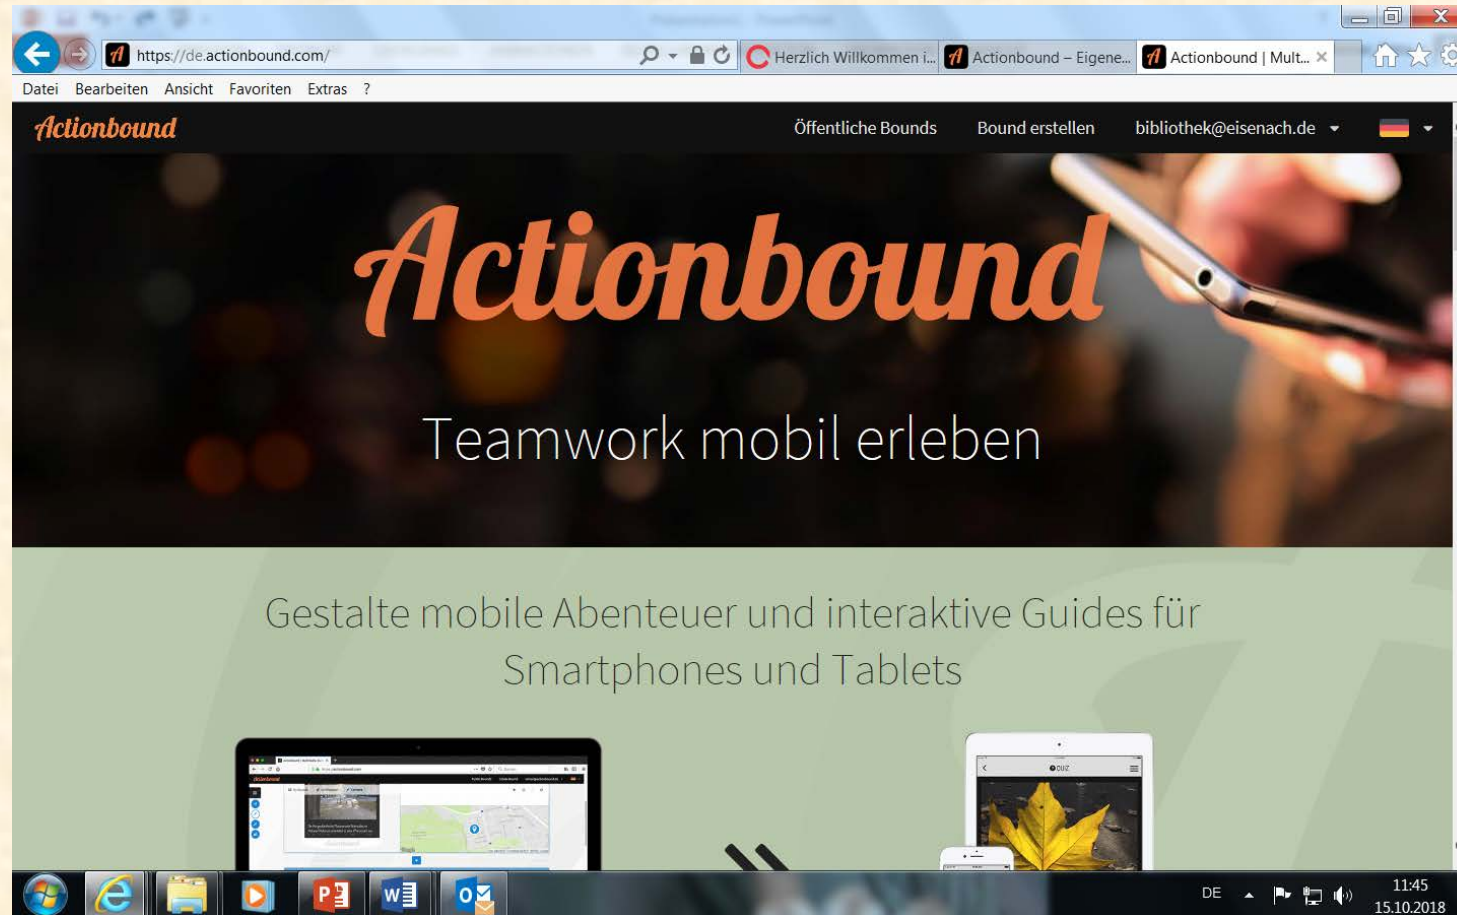 https://de.actionbound.com/
Herzlich Willkommen i...
Actionbound – Eigene...
Actionbound | Mult...
Datei Bearbeiten Ansicht Favoriten Extras ?
Actionbound
Öffentliche Bounds
Bound erstellen
bibliothek@eisenach.de
Actionbound
Teamwork mobil erleben
Gestalte mobile Abenteuer und interaktive Guides für
Smartphones und Tablets
QUIZ
DE
11:45
15.10.2018